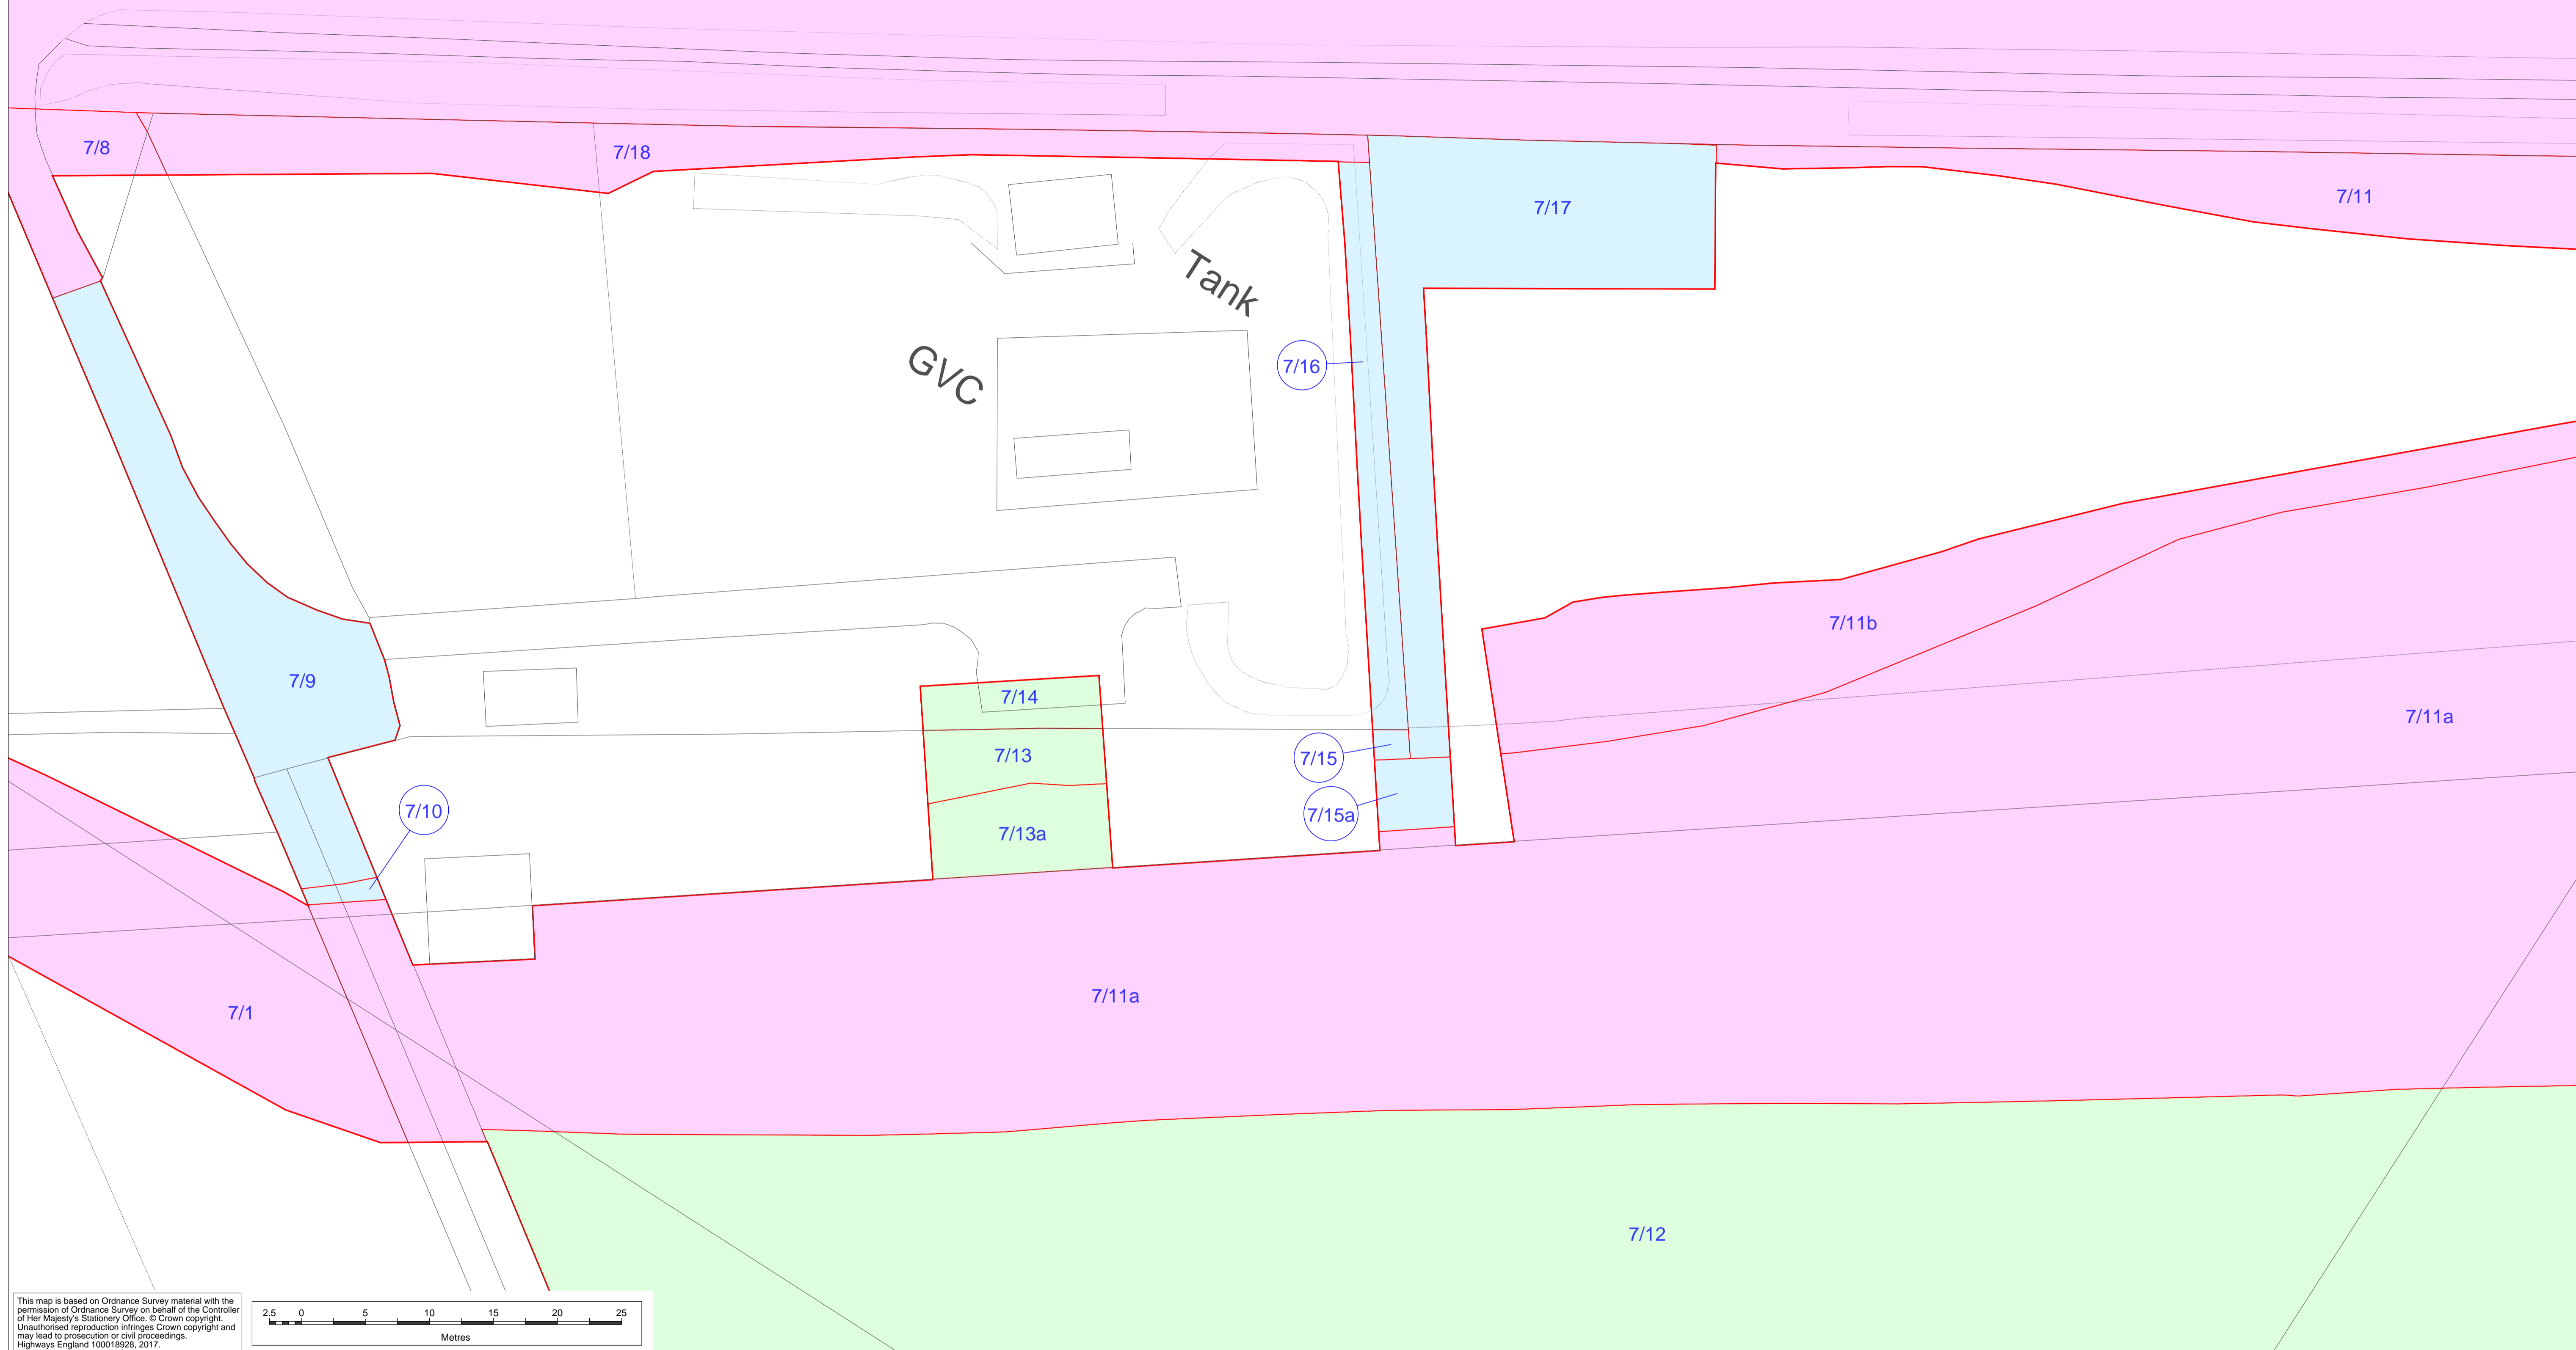 7/8
7/18
7/11
7/17
Tank
GVC
7/16
7/11b
7/9
7/14
7/11a
7/13
7/15
7/10
7/15a
7/13a
7/11a
7/1
7/12
This map is based on Ordnance Survey material with the
permission of Ordnance Survey on behalf of the Controller
of Her Majesty's Stationery Office. © Crown copyright.
Unauthorised reproduction infringes Crown copyright and
may lead to prosecution or civil proceedings.
Highways England 100018928, 2017.
2.5 0 5 10 15 20 25
Metres